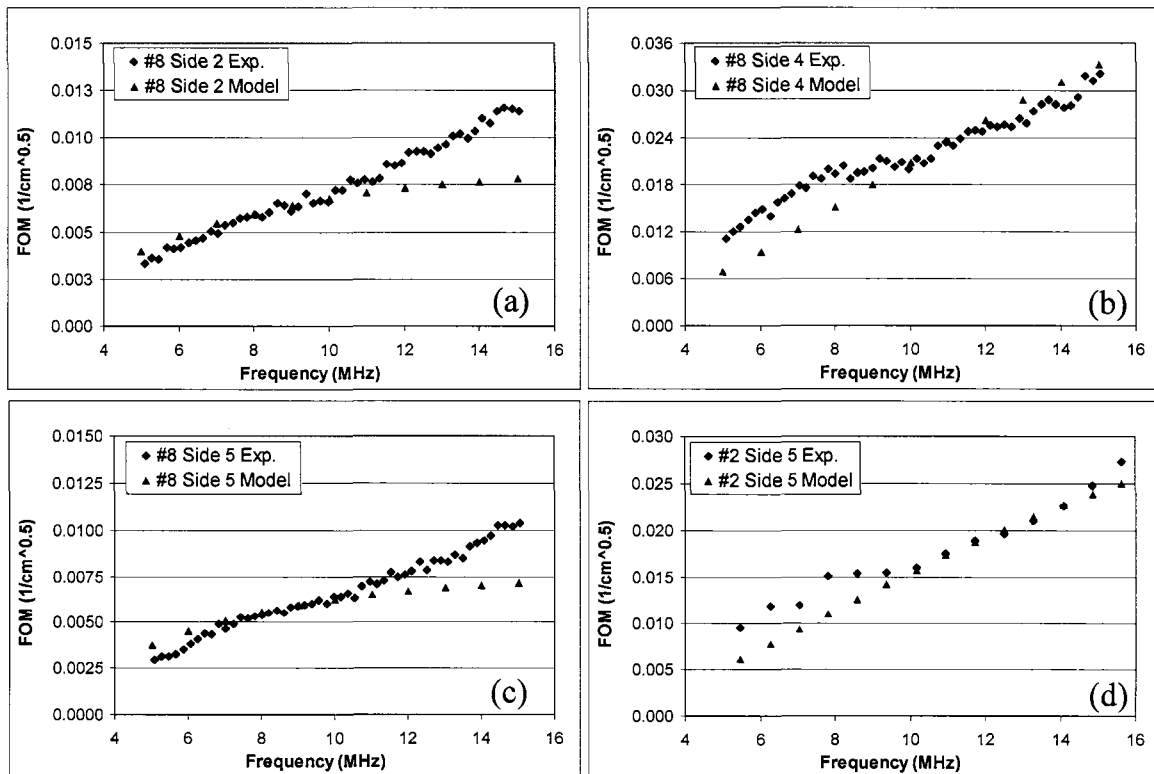 0.015
0.013
0.010
0.008
0.005
0.003
0.000
FOM (1/cm^0.5)
#8 Side 2 Exp.
#8 Side 2 Model
(a)
4 6 8 10 12 14 16
Frequency (MHz)
0.036
0.030
0.024
0.018
0.012
0.006
0.000
FOM (1/cm^0.5)
#8 Side 4 Exp.
#8 Side 4 Model
(b)
4 6 8 10 12 14 16
Frequency (MHz)
0.0150
0.0125
0.0100
0.0075
0.0050
0.0025
0.0000
FOM (1/cm^0.5)
#8 Side 5 Exp.
#8 Side 5 Model
(c)
4 6 8 10 12 14 16
Frequency (MHz)
0.030
0.025
0.020
0.015
0.010
0.005
0.000
FOM (1/cm^0.5)
#2 Side 5 Exp.
#2 Side 5 Model
(d)
4 6 8 10 12 14 16
Frequency (MHz)